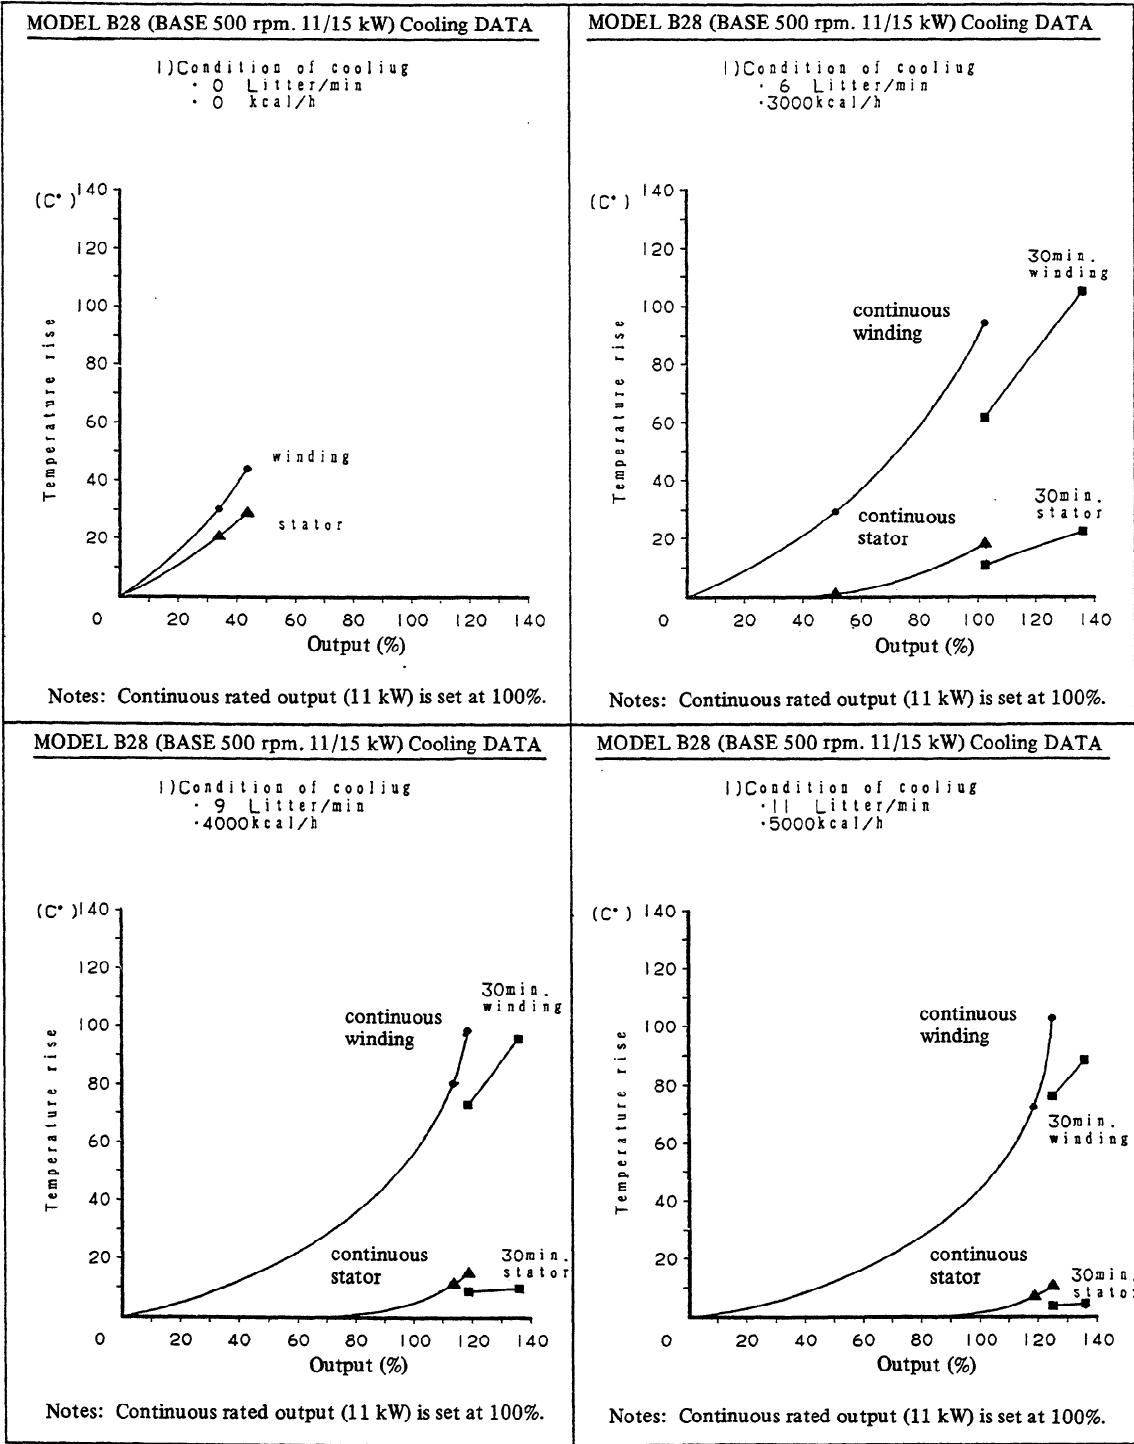 MODEL B28 (BASE 500 rpm. 11/15 kW) Cooling DATA
1)Condition of cooliug
· 0 Litter/min
· 0 kcal/h
(C°)
140
120
100
80
60
40
20
0
20
40
60
80
100
120
140
Temperature rise
winding
stator
Output (%)
Notes: Continuous rated output (11 kW) is set at 100%.
MODEL B28 (BASE 500 rpm. 11/15 kW) Cooling DATA
1)Condition of cooliug
· 6 Litter/min
·3000kcal/h
(C°)
140
120
100
80
60
40
20
0
20
40
60
80
100
120
140
Temperature rise
30min.
winding
continuous
winding
30min.
stator
continuous
stator
Output (%)
Notes: Continuous rated output (11 kW) is set at 100%.
MODEL B28 (BASE 500 rpm. 11/15 kW) Cooling DATA
1)Condition of cooliug
· 9 Litter/min
·4000kcal/h
(C°)
140
120
100
80
60
40
20
0
20
40
60
80
100
120
140
Temperature rise
30min.
winding
continuous
winding
continuous
stator
30min.
stator
Output (%)
Notes: Continuous rated output (11 kW) is set at 100%.
MODEL B28 (BASE 500 rpm. 11/15 kW) Cooling DATA
1)Condition of cooliug
·11 Litter/min
·5000kcal/h
(C°)
140
120
100
80
60
40
20
0
20
40
60
80
100
120
140
Temperature rise
continuous
winding
30min.
winding
continuous
stator
30min.
stator
Output (%)
Notes: Continuous rated output (11 kW) is set at 100%.